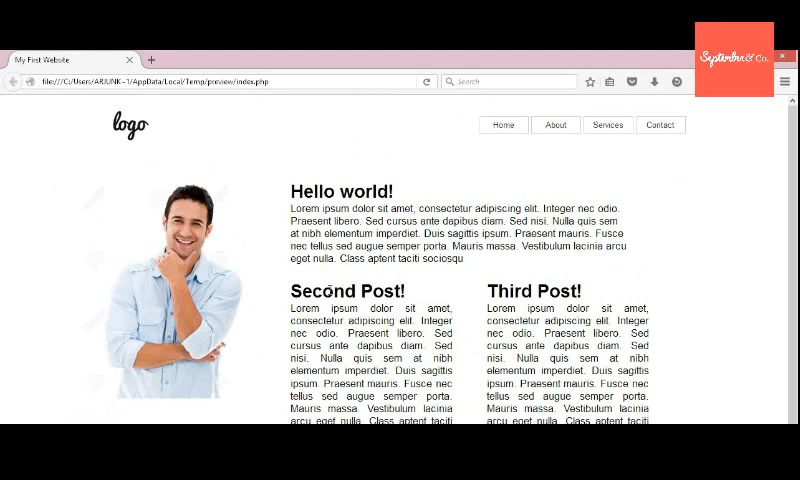 September & Co.
My First Website
file:///C:/Users/ARJUNK~1/AppData/Local/Temp/preview/index.php
Search
logo
Home About Services Contact
Hello world!
Lorem ipsum dolor sit amet, consectetur adipiscing elit. Integer nec odio.
Praesent libero. Sed cursus ante dapibus diam. Sed nisi. Nulla quis sem
at nibh elementum imperdiet. Duis sagittis ipsum. Praesent mauris. Fusce
nec tellus sed augue semper porta. Mauris massa. Vestibulum lacinia arcu
eget nulla. Class aptent taciti sociosqu
Second Post!
Lorem ipsum dolor sit amet,
consectetur adipiscing elit. Integer
nec odio. Praesent libero. Sed
cursus ante dapibus diam. Sed
nisi. Nulla quis sem at nibh
elementum imperdiet. Duis sagittis
ipsum. Praesent mauris. Fusce nec
tellus sed augue semper porta.
Mauris massa. Vestibulum lacinia
arcu eget nulla. Class aptent taciti
Third Post!
Lorem ipsum dolor sit amet,
consectetur adipiscing elit. Integer
nec odio. Praesent libero. Sed
cursus ante dapibus diam. Sed
nisi. Nulla quis sem at nibh
elementum imperdiet. Duis sagittis
ipsum. Praesent mauris. Fusce nec
tellus sed augue semper porta.
Mauris massa. Vestibulum lacinia
arcu eget nulla. Class aptent taciti